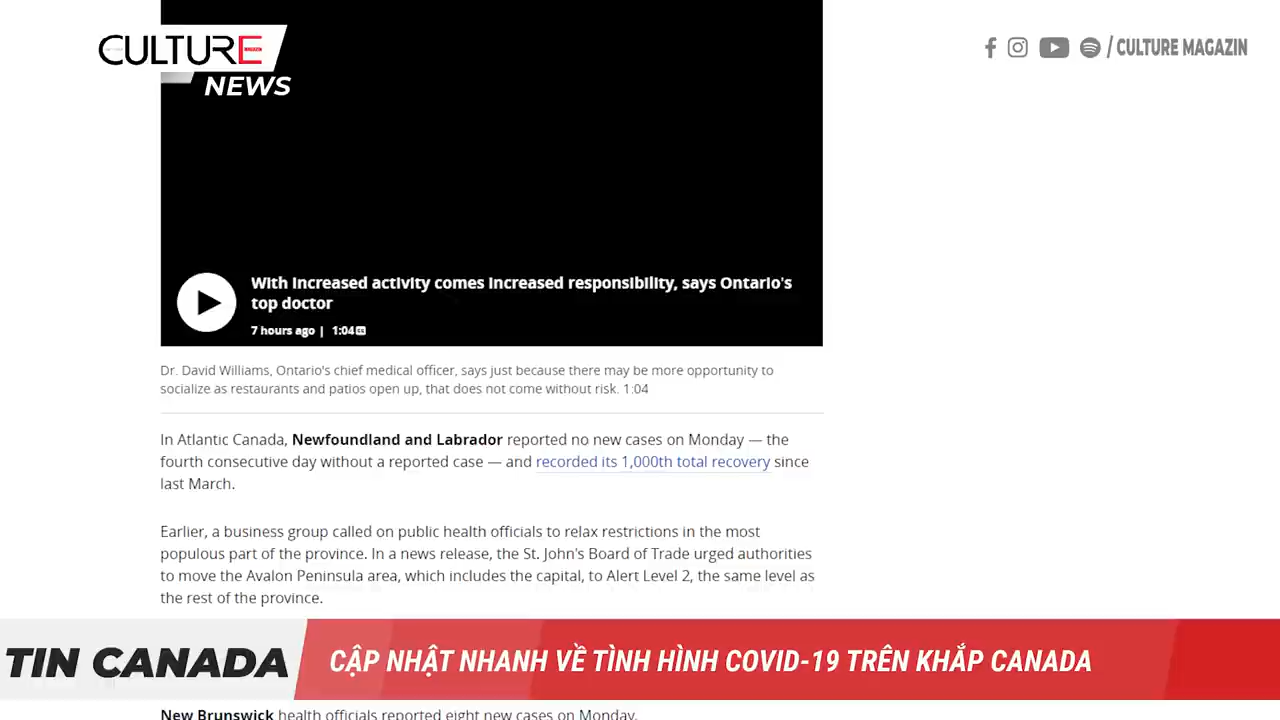 CULTURE
NEWS
/ CULTURE MAGAZIN
With increased activity comes increased responsibility, says Ontario's
top doctor
7 hours ago | 1:04
Dr. David Williams, Ontario's chief medical officer, says just because there may be more opportunity to
socialize as restaurants and patios open up, that does not come without risk. 1:04
In Atlantic Canada, Newfoundland and Labrador reported no new cases on Monday — the
fourth consecutive day without a reported case — and recorded its 1,000th total recovery since
last March.
Earlier, a business group called on public health officials to relax restrictions in the most
populous part of the province. In a news release, the St. John's Board of Trade urged authorities
to move the Avalon Peninsula area, which includes the capital, to Alert Level 2, the same level as
the rest of the province.
TIN CANADA
CẬP NHẬT NHANH VỀ TÌNH HÌNH COVID-19 TRÊN KHẮP CANADA
New Brunswick health officials reported eight new cases on Monday.